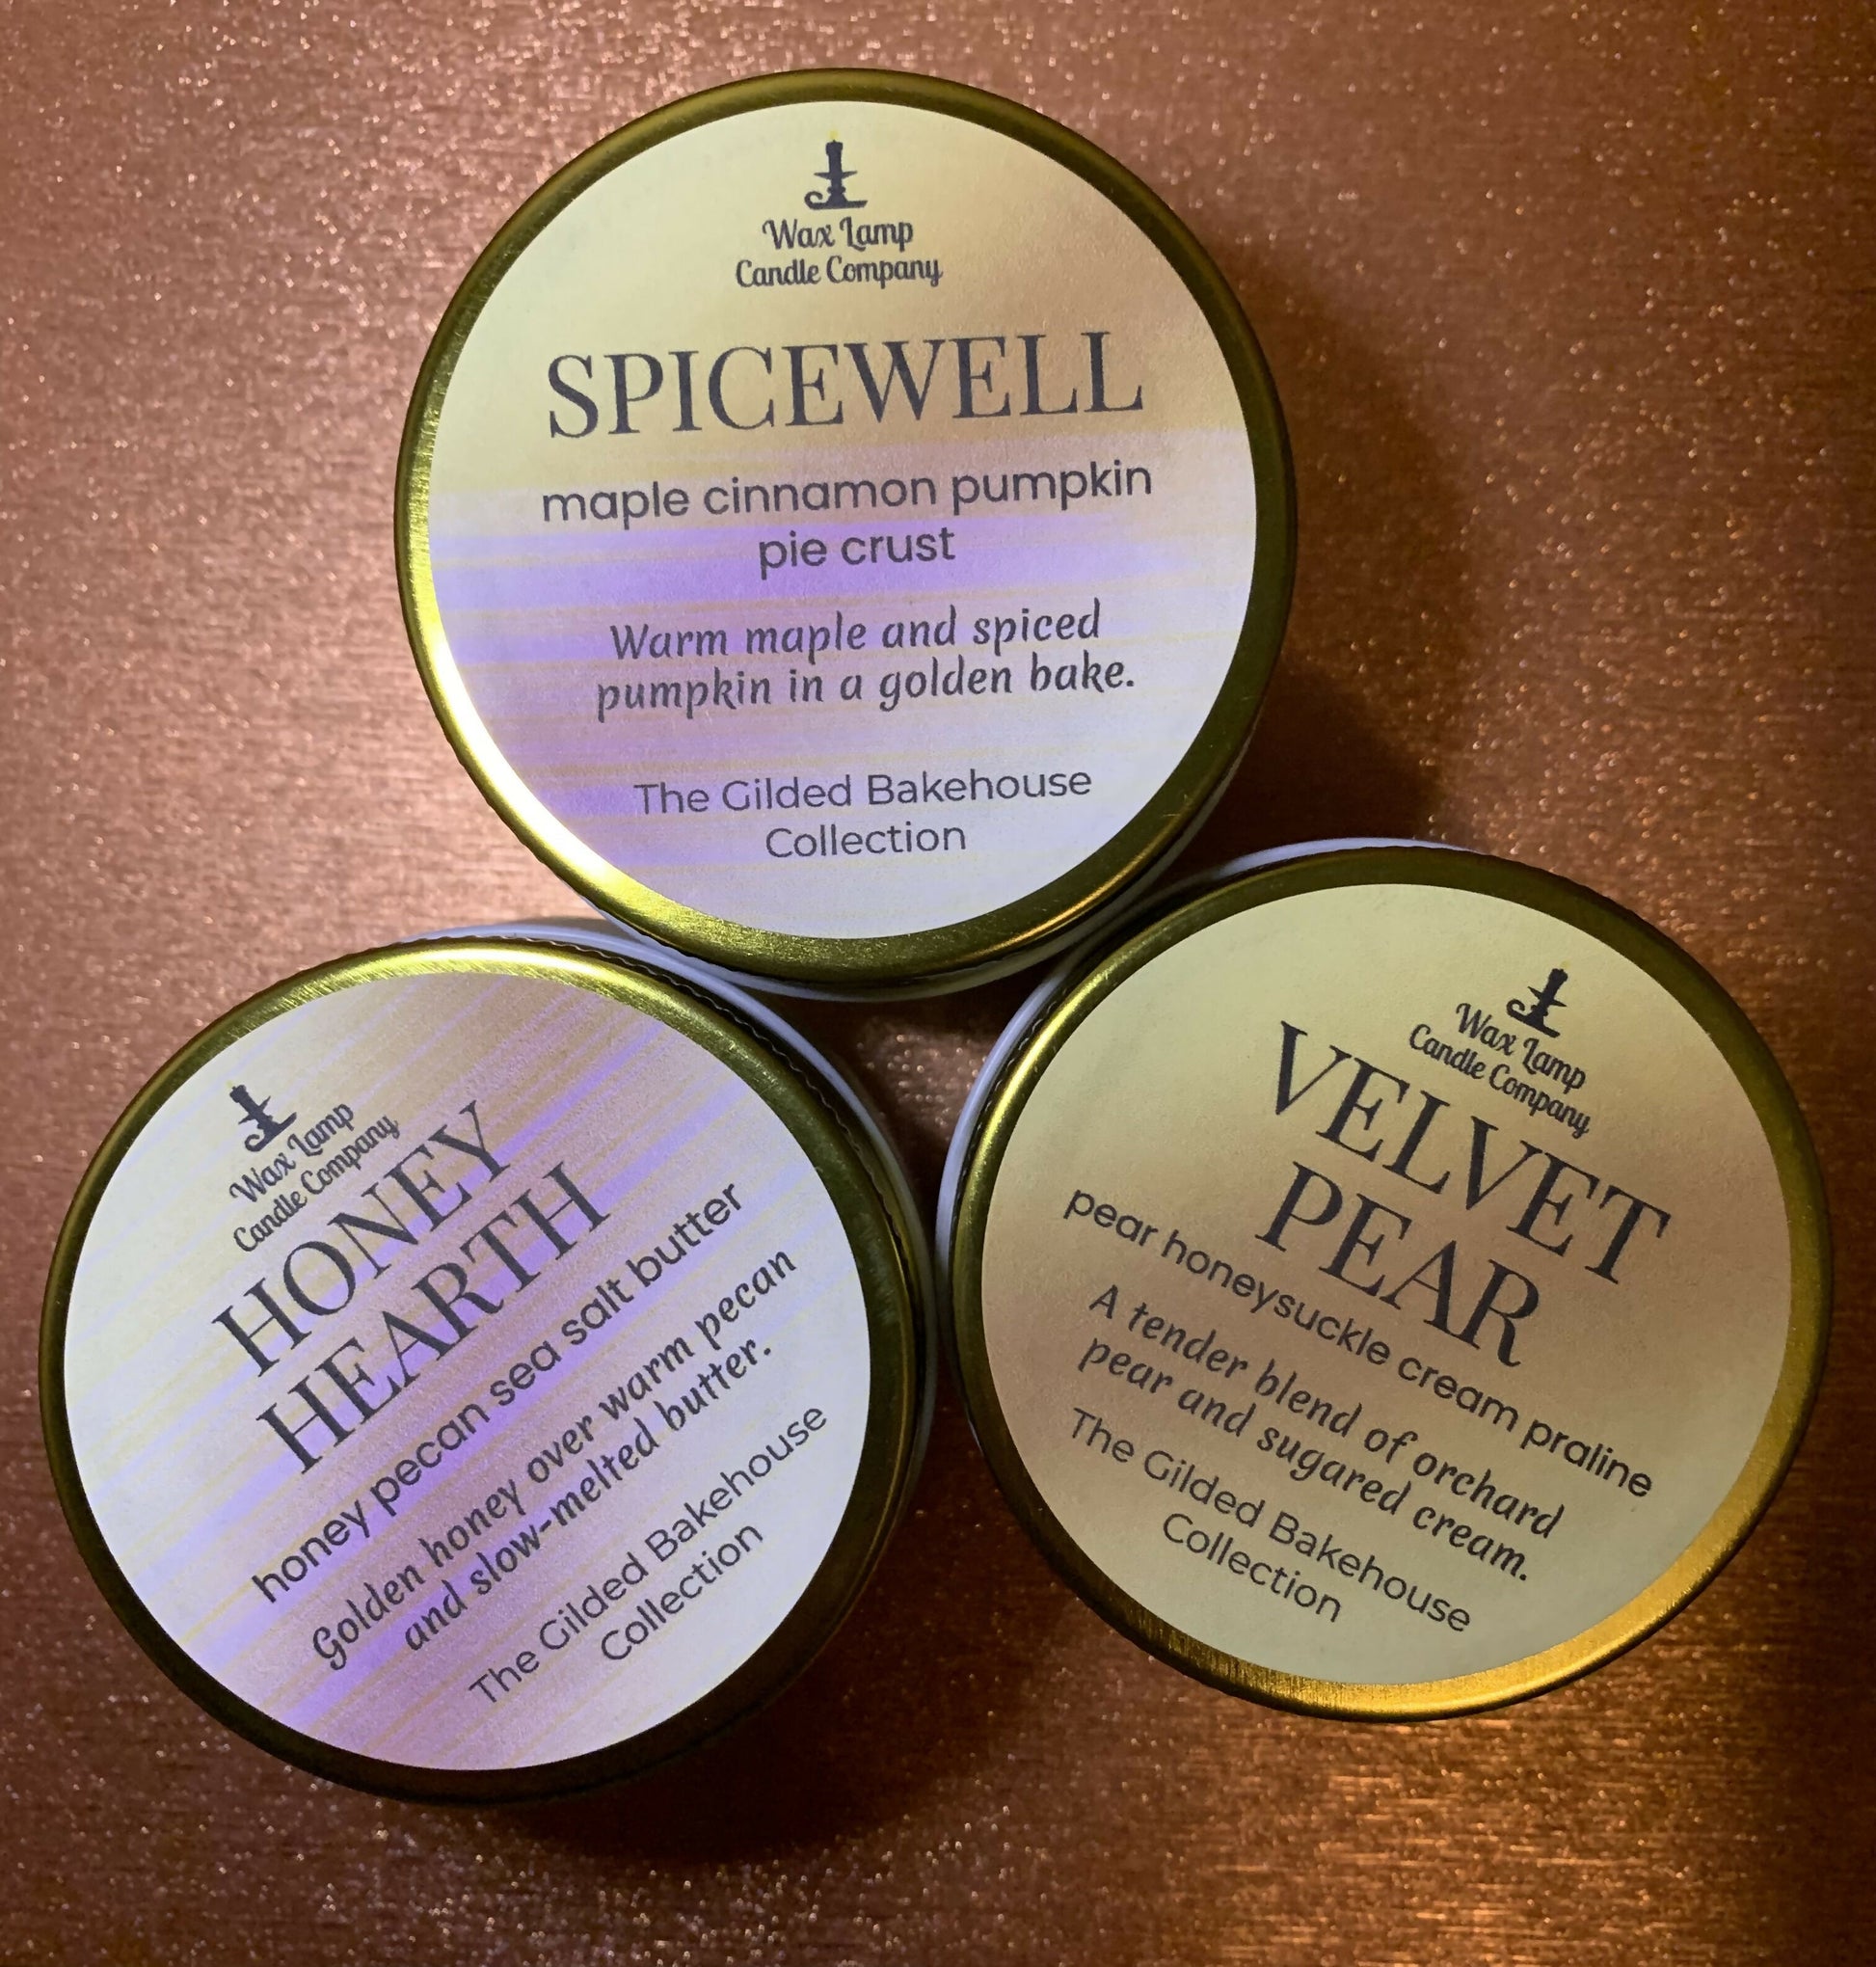 Wax Lamp
Candle Company
SPICEWELL
maple cinnamon pumpkin
pie crust
Warm maple and spiced
pumpkin in a golden bake.
The Gilded Bakehouse
Collection
Wax Lamp
Candle Company
HONEY
HEARTH
honey pecan sea salt butter
Golden honey over warm pecan
and slow-melted butter.
The Gilded Bakehouse
Collection
Wax Lamp
Candle Company
VELVET
PEAR
pear honeysuckle cream praline
A tender blend of orchard
pear and sugared cream.
The Gilded Bakehouse
Collection